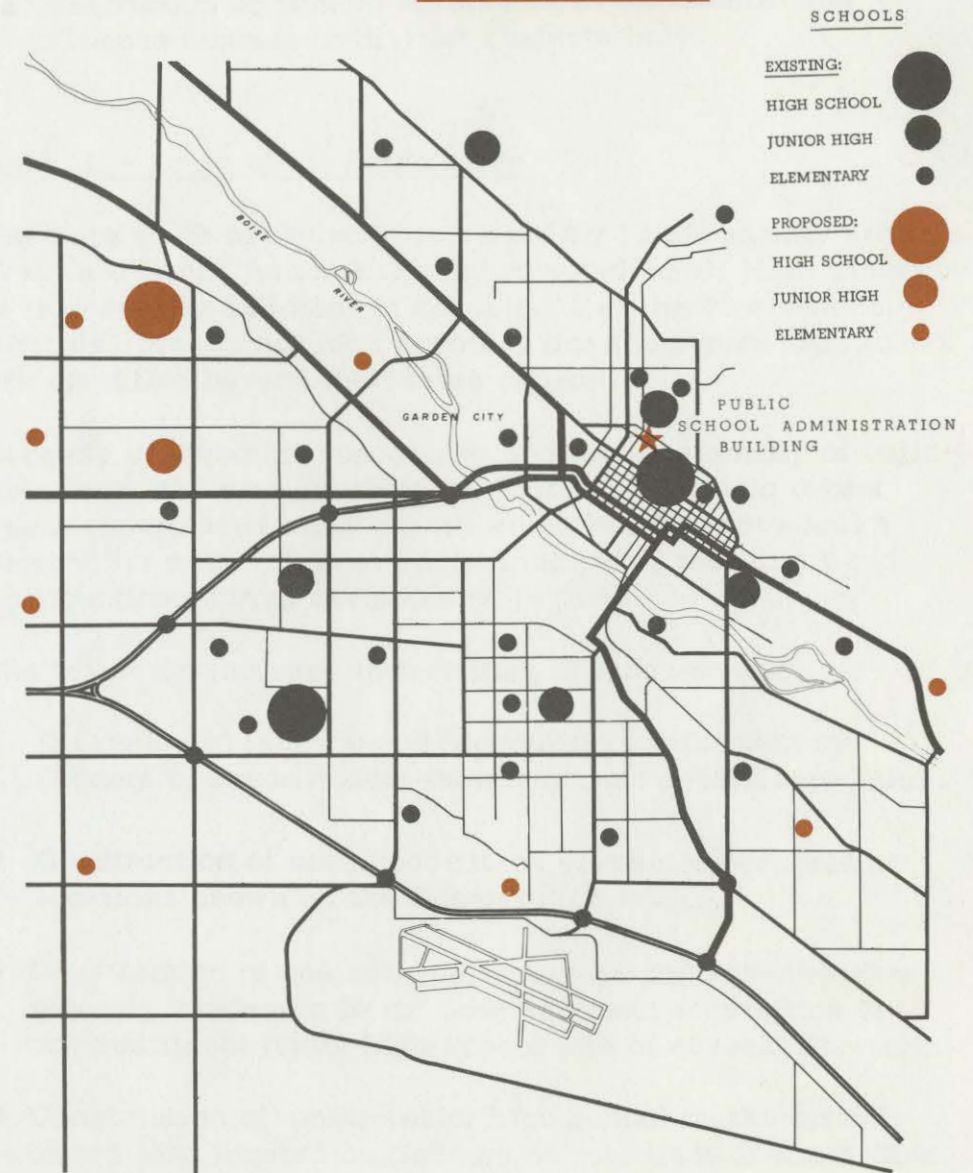 SCHOOLS
EXISTING:
HIGH SCHOOL
JUNIOR HIGH
ELEMENTARY
PROPOSED:
HIGH SCHOOL
JUNIOR HIGH
ELEMENTARY
BOISE
RIVER
GARDEN CITY
PUBLIC
SCHOOL ADMINISTRATION
BUILDING